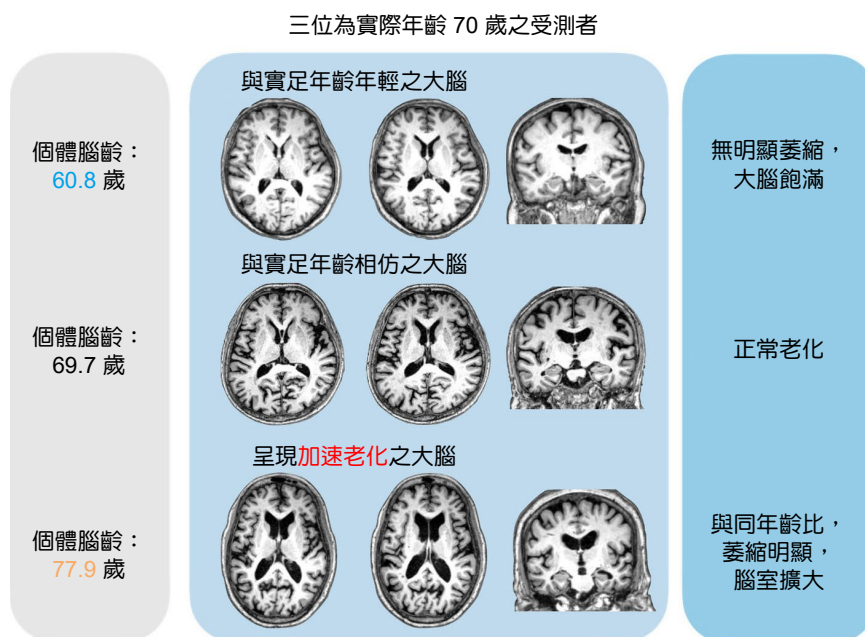 三位為實際年齡 70 歲之受測者
與實足年齡年輕之大腦
個體腦齡：
60.8 歲
無明顯萎縮，
大腦飽滿
與實足年齡相仿之大腦
個體腦齡：
69.7 歲
正常老化
呈現加速老化之大腦
個體腦齡：
77.9 歲
與同年齡比，
萎縮明顯，
腦室擴大